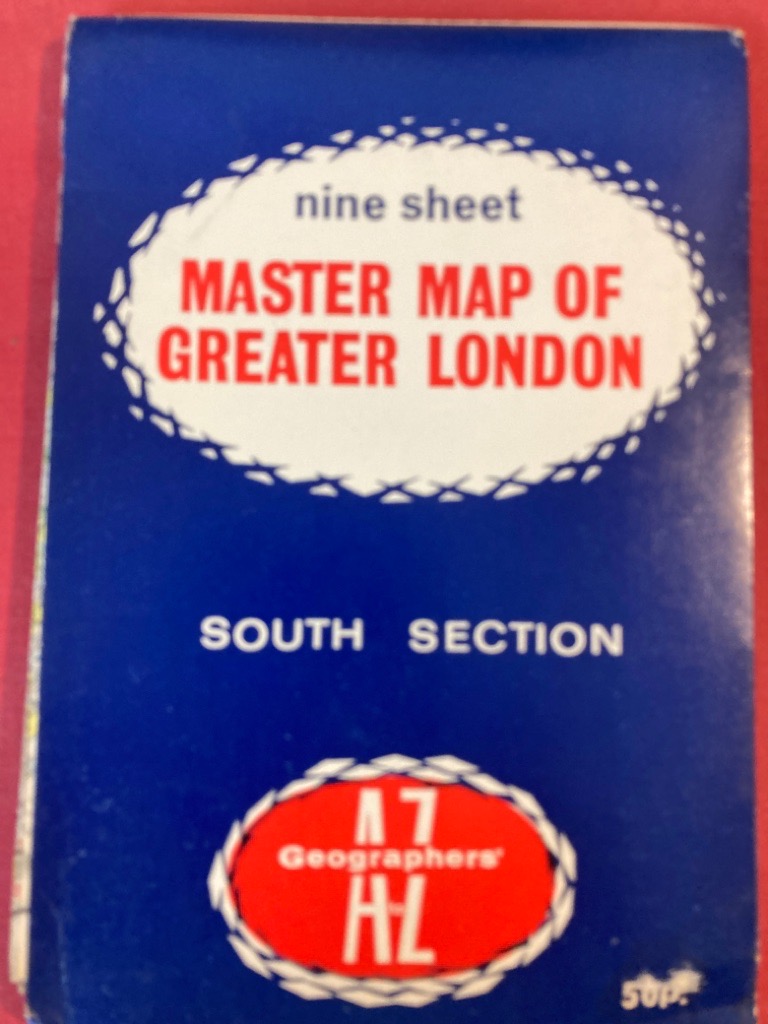 nine sheet
MASTER MAP OF
GREATER LONDON
SOUTH SECTION
A-Z
Geographers'
50p.